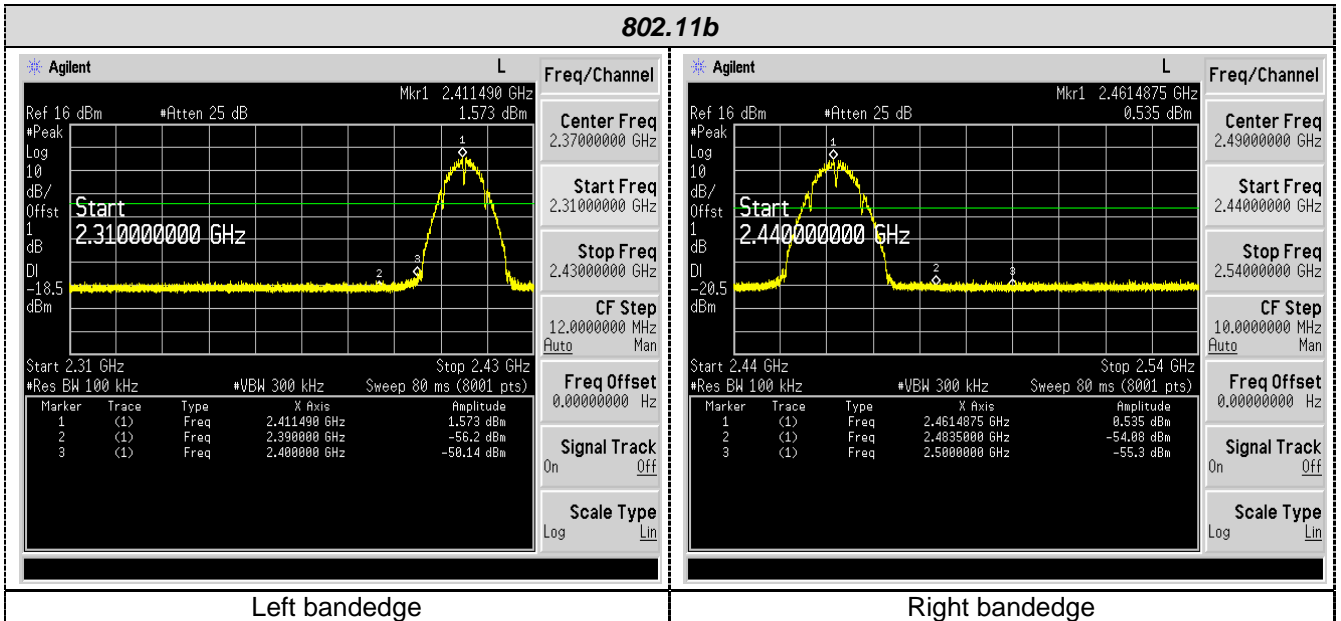 802.11b
Agilent L
Mkr1 2.411490 GHz
Ref 16 dBm #Atten 25 dB 1.573 dBm
#Peak
Log
10
dB/
Offst
1
dB
DI
-18.5
dBm
1
2
3
Start
2.310000000 GHz
Start 2.31 GHz Stop 2.43 GHz
#Res BW 100 kHz #VBW 300 kHz Sweep 80 ms (8001 pts)
Marker Trace Type X Axis Amplitude
1 (1) Freq 2.411490 GHz 1.573 dBm
2 (1) Freq 2.390000 GHz -56.2 dBm
3 (1) Freq 2.400000 GHz -50.14 dBm
Freq/Channel
Center Freq
2.37000000 GHz
Start Freq
2.31000000 GHz
Stop Freq
2.43000000 GHz
CF Step
12.0000000 MHz
Auto Man
Freq Offset
0.00000000 Hz
Signal Track
On Off
Scale Type
Log Lin
Left bandedge
Agilent L
Mkr1 2.4614875 GHz
Ref 16 dBm #Atten 25 dB 0.535 dBm
#Peak
Log
10
dB/
Offst
1
dB
DI
-20.5
dBm
1
2
3
Start
2.440000000 GHz
Start 2.44 GHz Stop 2.54 GHz
#Res BW 100 kHz #VBW 300 kHz Sweep 80 ms (8001 pts)
Marker Trace Type X Axis Amplitude
1 (1) Freq 2.4614875 GHz 0.535 dBm
2 (1) Freq 2.4835000 GHz -54.08 dBm
3 (1) Freq 2.5000000 GHz -55.3 dBm
Freq/Channel
Center Freq
2.49000000 GHz
Start Freq
2.44000000 GHz
Stop Freq
2.54000000 GHz
CF Step
10.0000000 MHz
Auto Man
Freq Offset
0.00000000 Hz
Signal Track
On Off
Scale Type
Log Lin
Right bandedge